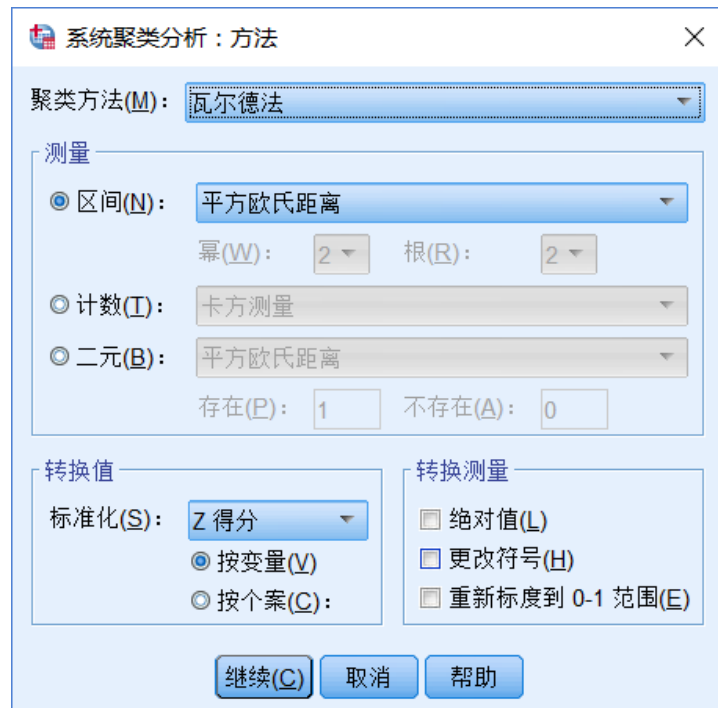 系统聚类分析：方法
聚类方法(M)： 瓦尔德法
测量
区间(N)： 平方欧氏距离
幂(W)： 2 根(R)： 2
计数(T)： 卡方测量
二元(B)： 平方欧氏距离
存在(P)： 1 不存在(A)： 0
转换值
标准化(S)： Z 得分
按变量(V)
按个案(C)：
转换测量
绝对值(L)
更改符号(H)
重新标度到 0-1 范围(E)
继续(C) 取消 帮助